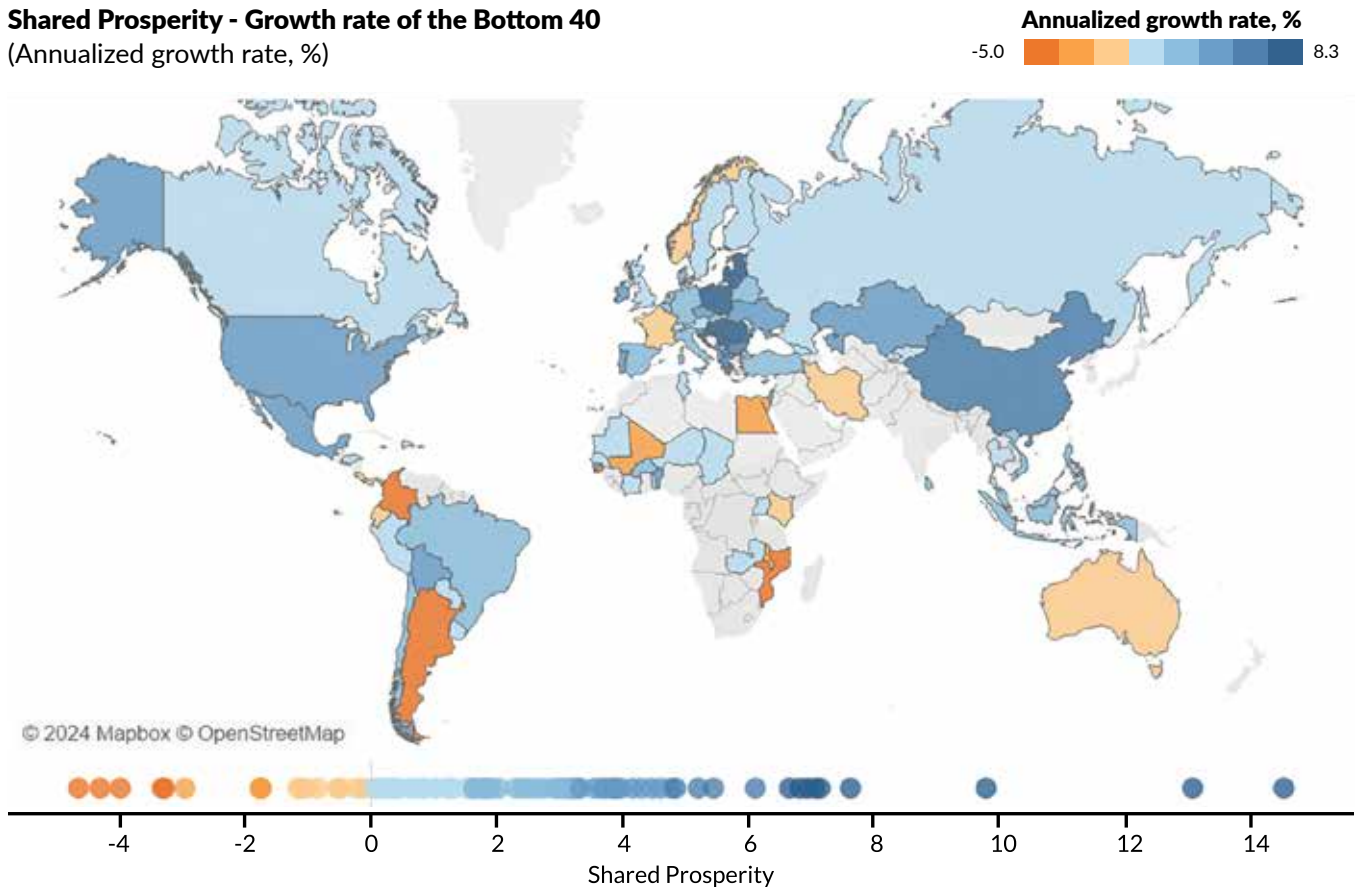 Shared Prosperity - Growth rate of the Bottom 40
(Annualized growth rate, %)
Annualized growth rate, %
-5.0 8.3
© 2024 Mapbox © OpenStreetMap
-4 -2 0 2 4 6 8 10 12 14
Shared Prosperity